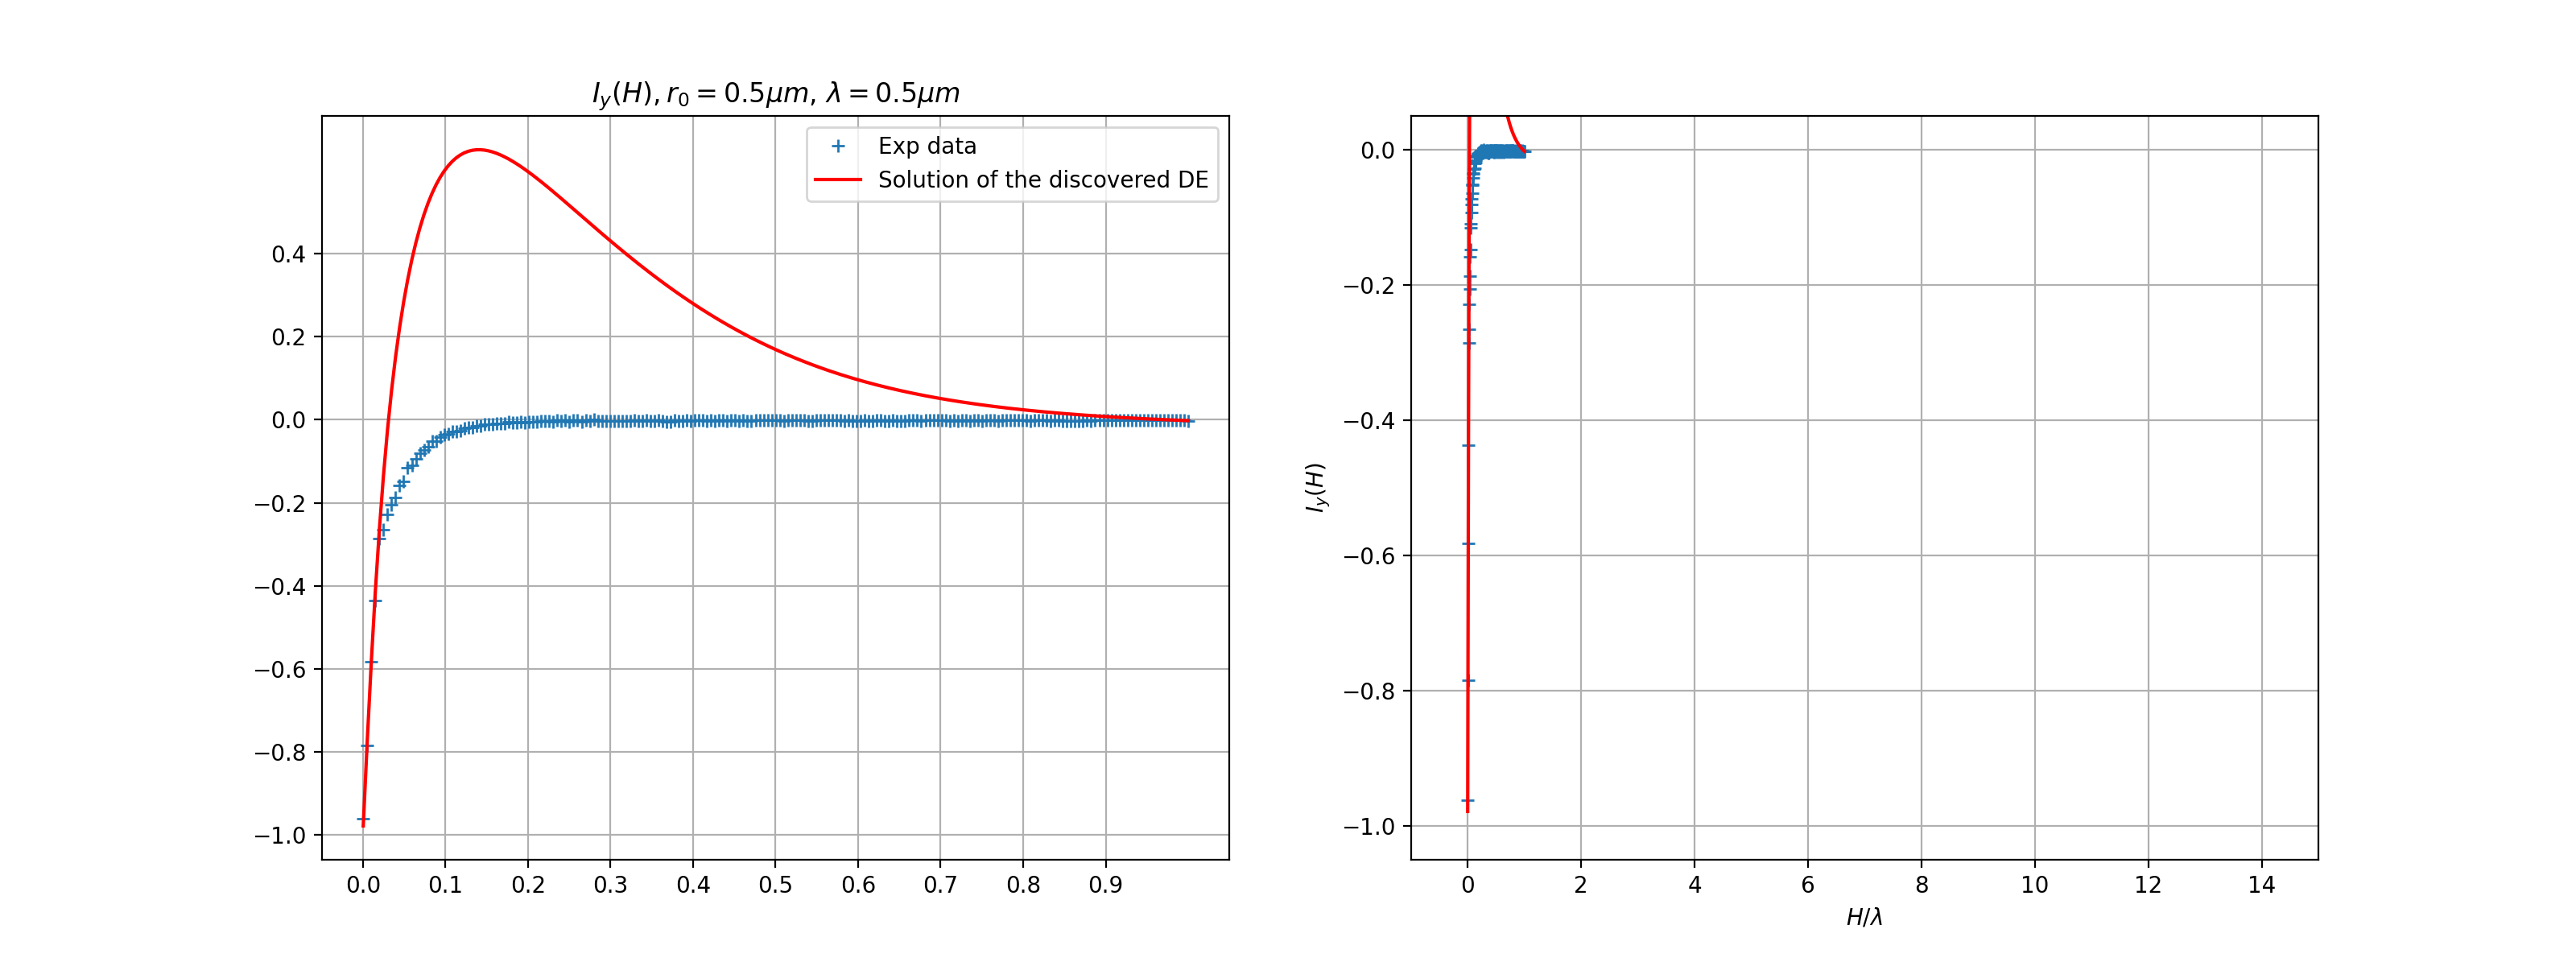 I_y(H), r_0 = 0.5μm, λ = 0.5μm
Exp data
Solution of the discovered DE
0.4
0.2
0.0
−0.2
−0.4
−0.6
−0.8
−1.0
0.0 0.1 0.2 0.3 0.4 0.5 0.6 0.7 0.8 0.9
I_y(H)
0.0
−0.2
−0.4
−0.6
−0.8
−1.0
0 2 4 6 8 10 12 14
H/λ